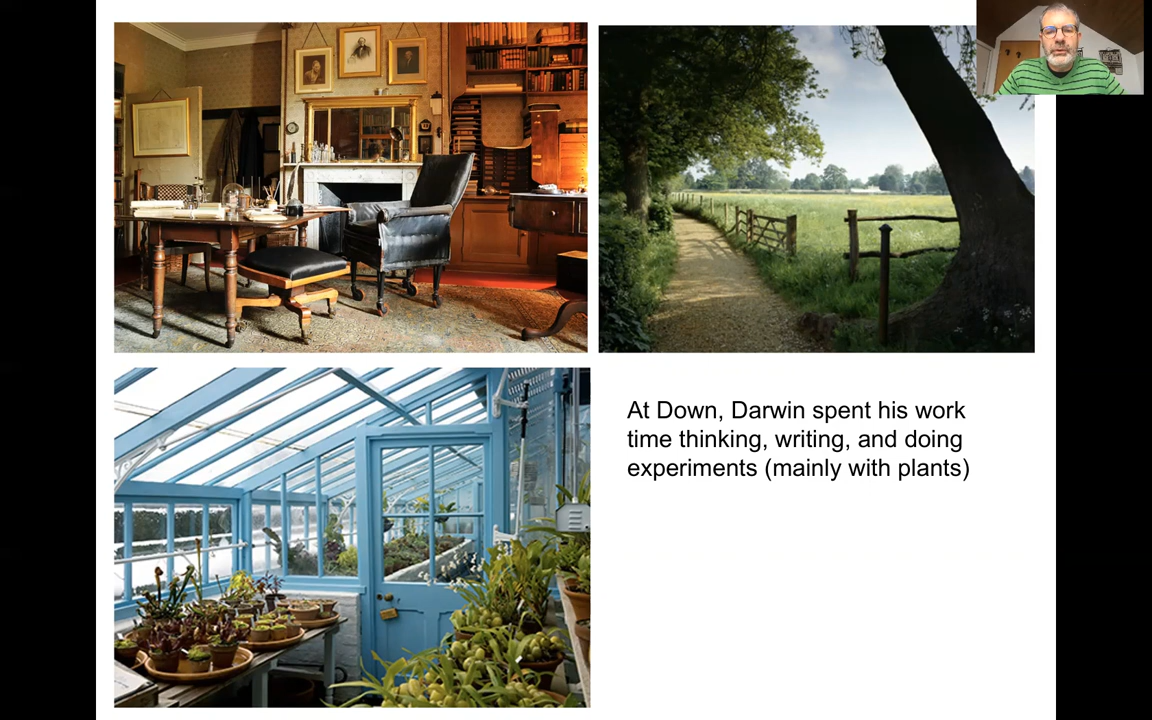 At Down, Darwin spent his work
time thinking, writing, and doing
experiments (mainly with plants)